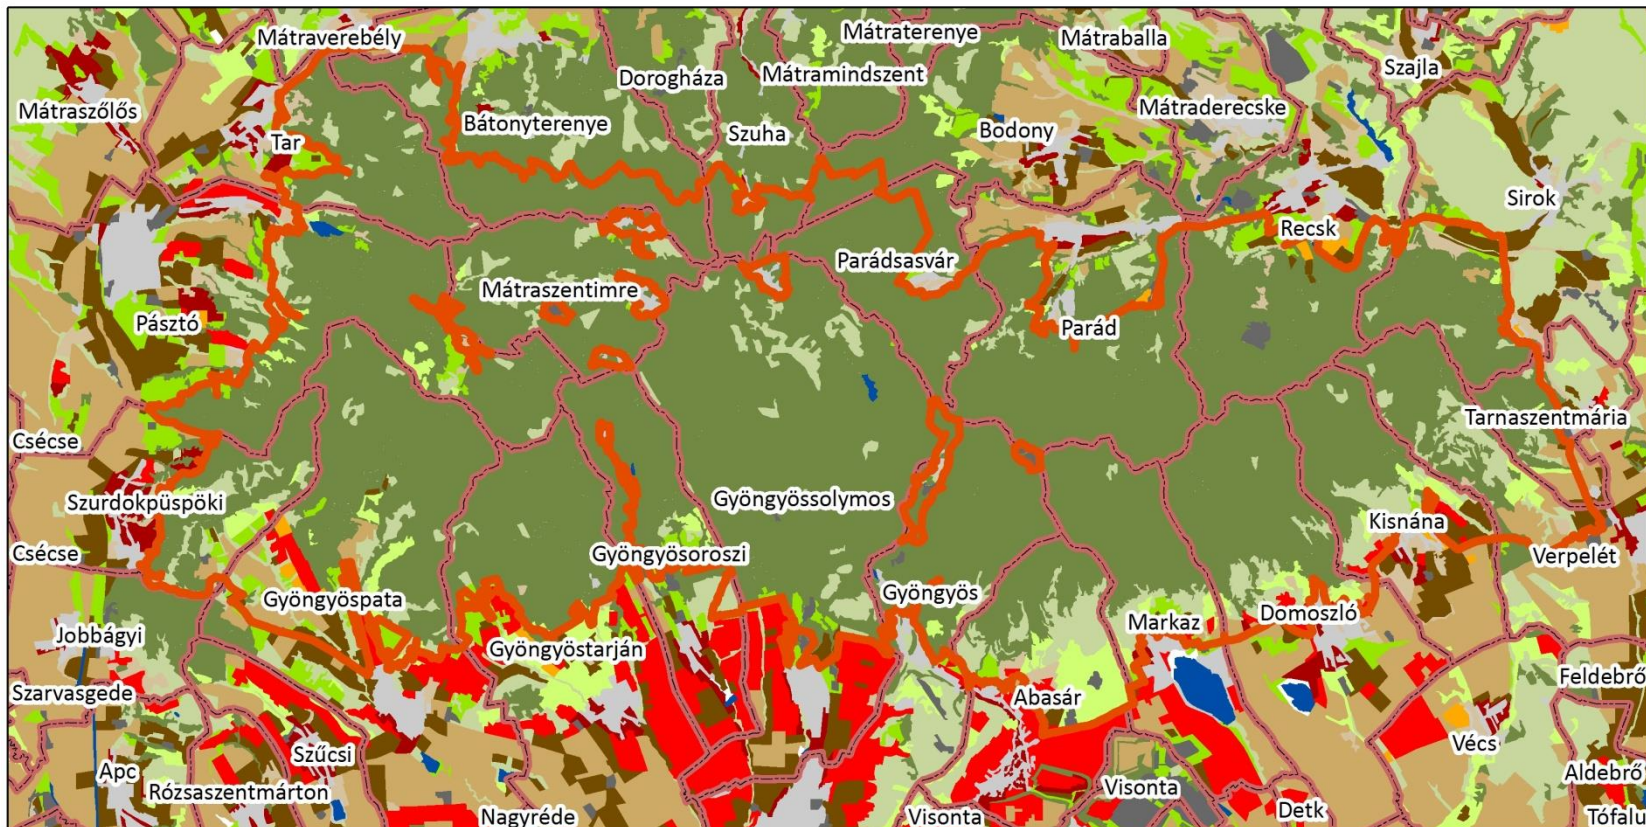 Mátraverebély
Mátraterenye
Mátraballa
Szajla
Dorogháza
Mátramindszent
Mátraszőlős
Mátraderecske
Bátonyterenye
Szuha
Bodony
Tar
Sirok
Recsk
Parádsasvár
Mátraszentimre
Pásztó
Parád
Tarnaszentmária
Csécse
Szurdokpüspöki
Gyöngyössolymos
Kisnána
Csécse
Gyöngyösoroszi
Verpelét
Gyöngyöspata
Gyöngyös
Domoszló
Markaz
Jobbágyi
Gyöngyöstarján
Feldebrő
Szarvasgede
Abasár
Vécs
Szűcsi
Apc
Aldebrő
Rózsaszentmárton
Visonta
Nagyréde
Visonta
Detk
Tófalu